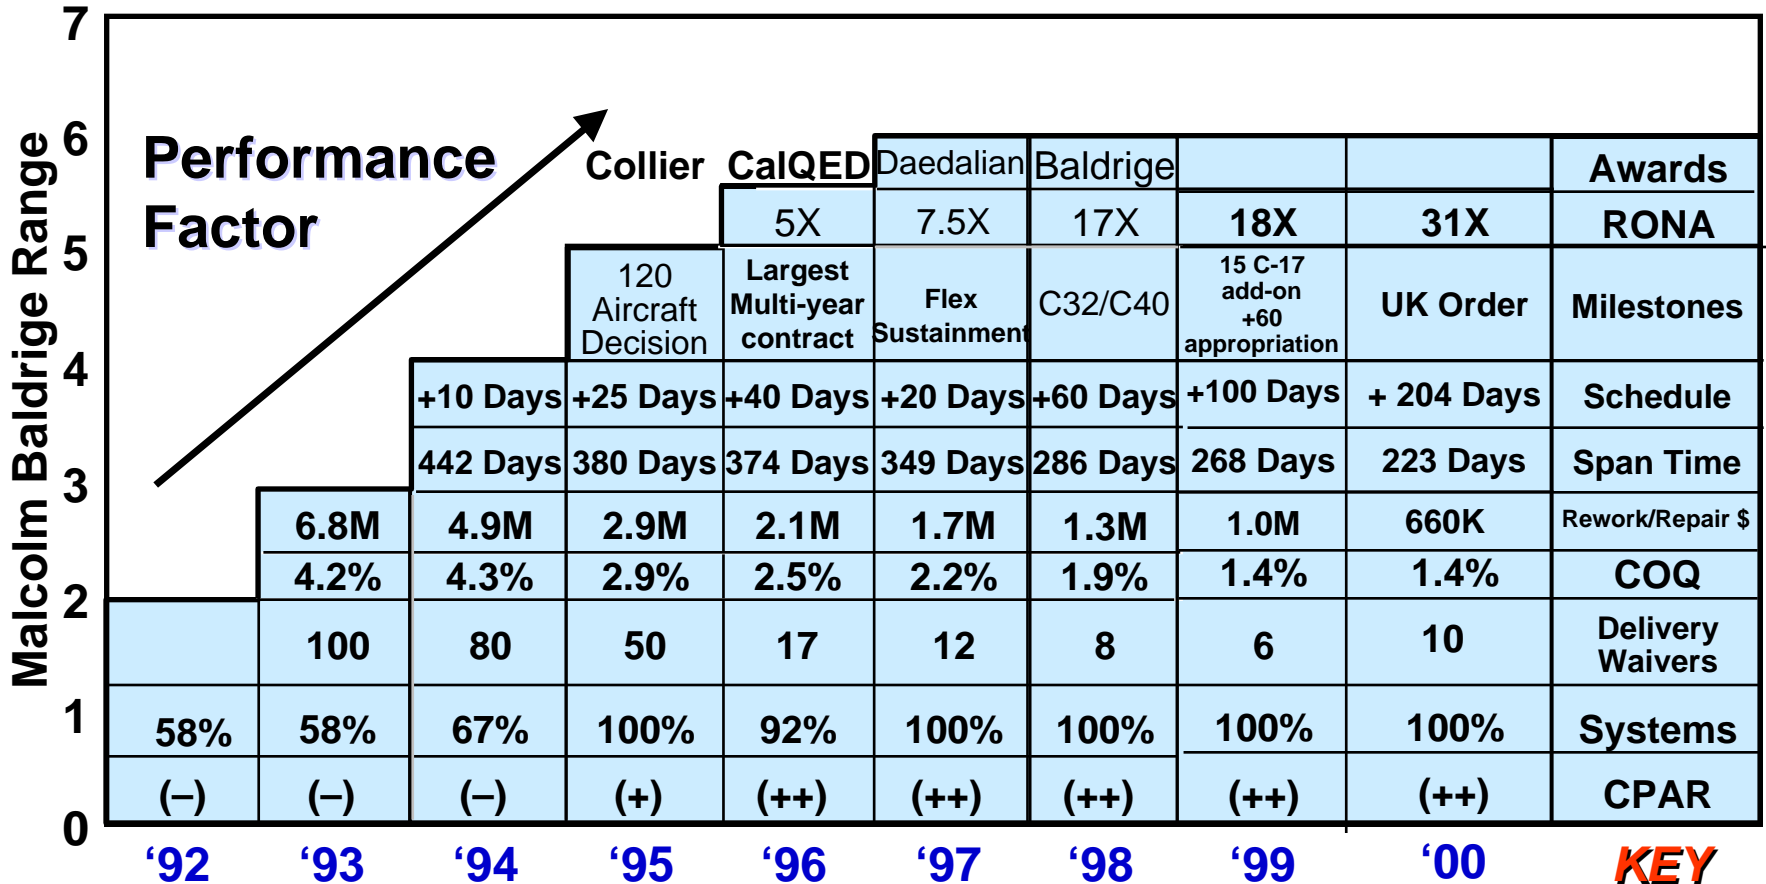 7
6
5
4
3
2
1
0
Malcolm Baldrige Range
Performance
Factor
Collier CalQED Daedalian Baldrige Awards
5X 7.5X 17X 18X 31X RONA
120
Aircraft
Decision
Largest
Multi-year
contract
Flex
Sustainment
C32/C40
15 C-17
add-on
+60
appropriation
UK Order
Milestones
+10 Days +25 Days +40 Days +20 Days +60 Days +100 Days + 204 Days Schedule
442 Days 380 Days 374 Days 349 Days 286 Days 268 Days 223 Days Span Time
6.8M 4.9M 2.9M 2.1M 1.7M 1.3M 1.0M 660K Rework/Repair $
4.2% 4.3% 2.9% 2.5% 2.2% 1.9% 1.4% 1.4% COQ
100 80 50 17 12 8 6 10 Delivery
Waivers
58% 58% 67% 100% 92% 100% 100% 100% 100% Systems
(–) (–) (–) (+) (++) (++) (++) (++) (++) CPAR
‘92 ‘93 ‘94 ‘95 ‘96 ‘97 ‘98 ‘99 ‘00 KEY